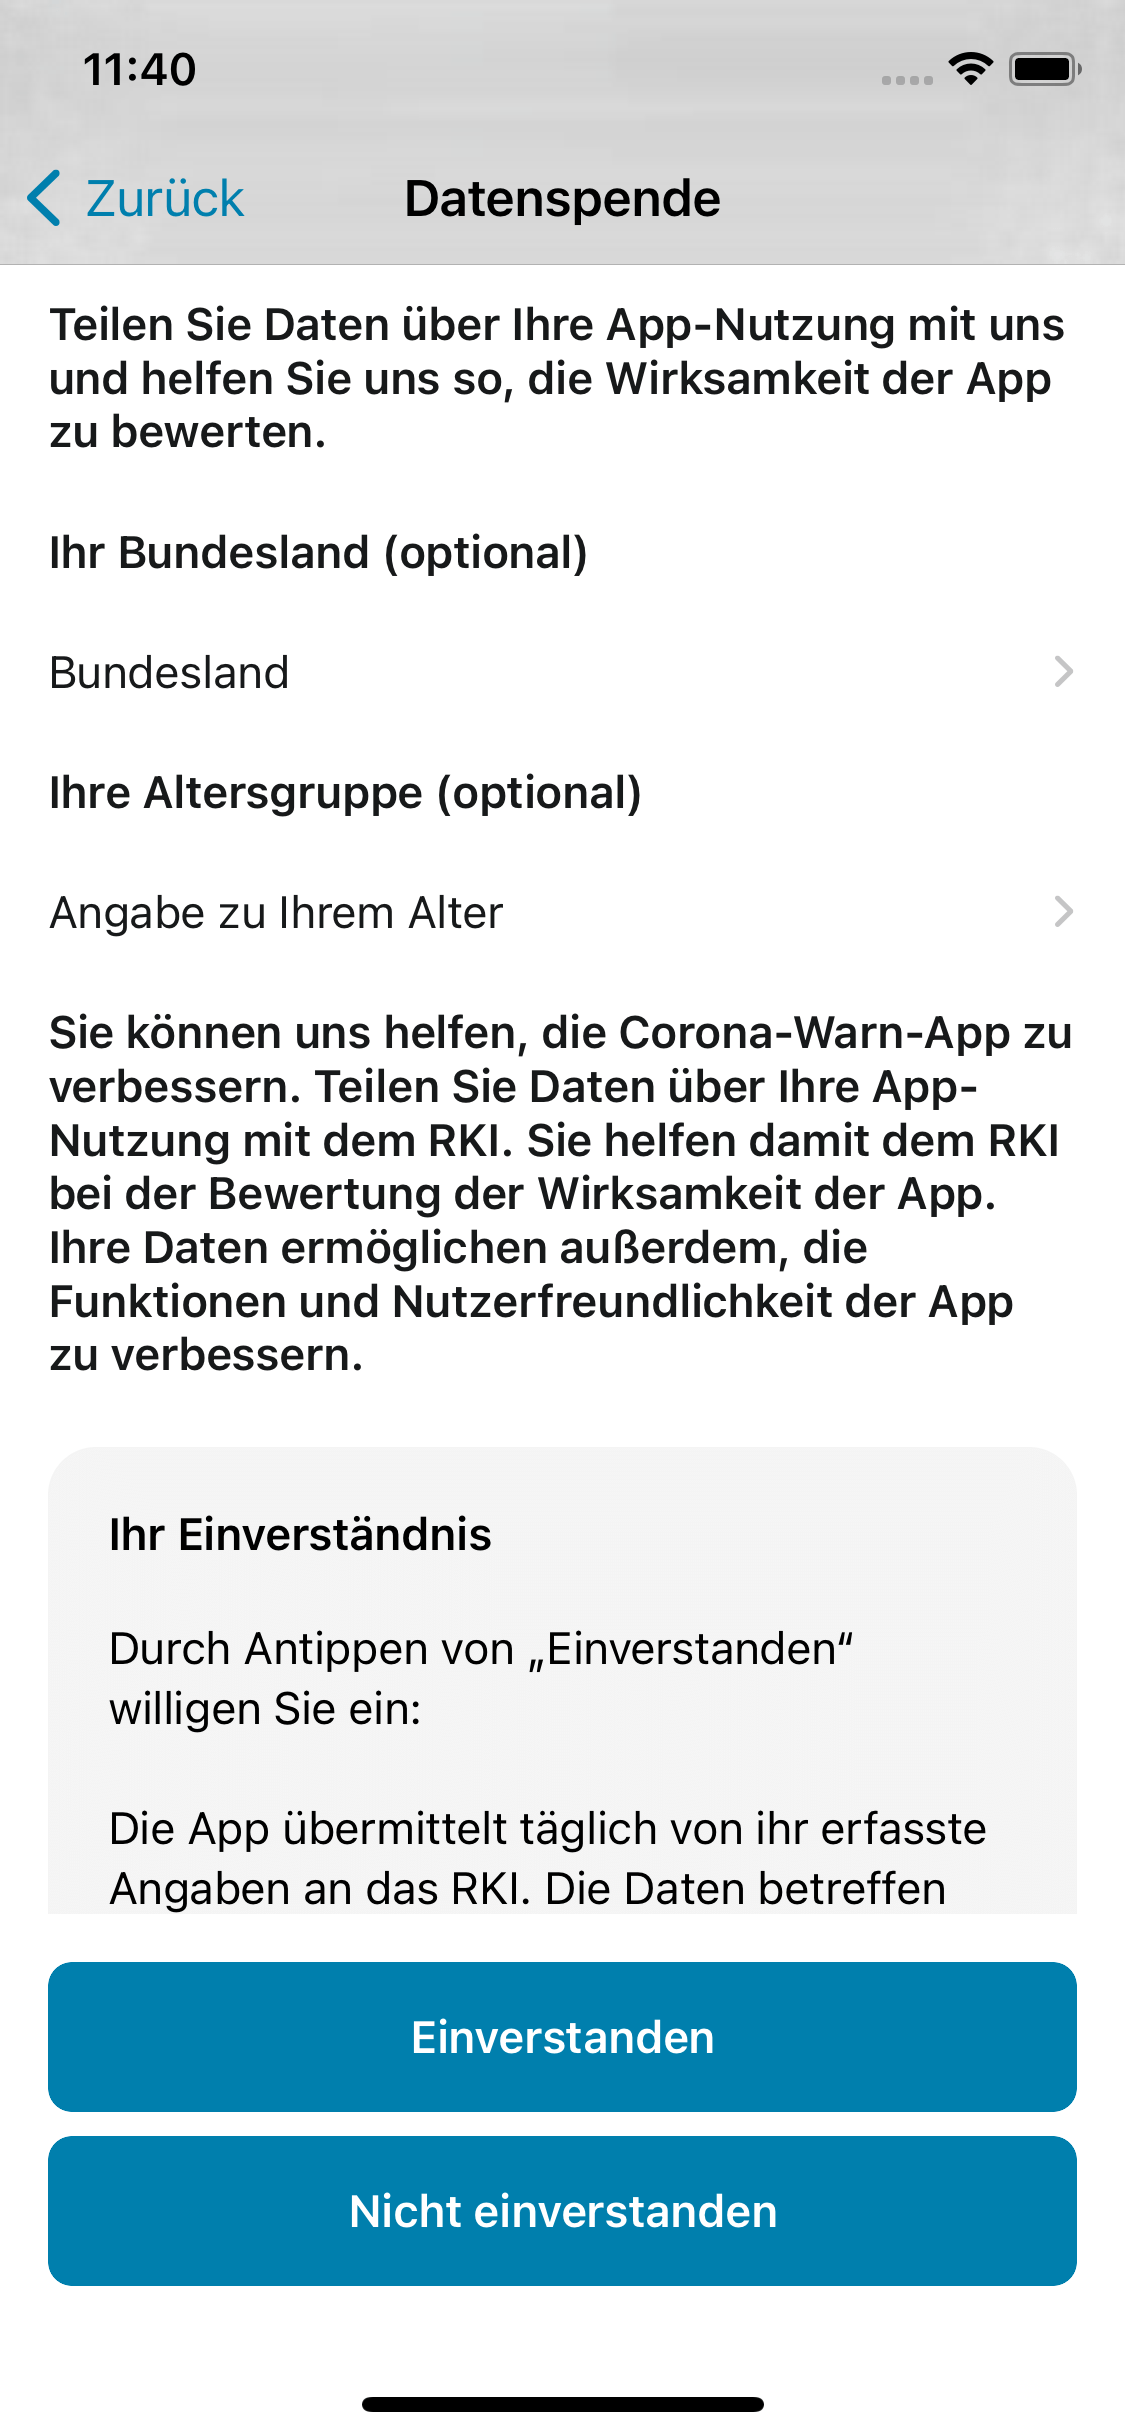 11:40
Zurück
Datenspende
Teilen Sie Daten über Ihre App-Nutzung mit uns
und helfen Sie uns so, die Wirksamkeit der App
zu bewerten.
Ihr Bundesland (optional)
Bundesland
Ihre Altersgruppe (optional)
Angabe zu Ihrem Alter
Sie können uns helfen, die Corona-Warn-App zu
verbessern. Teilen Sie Daten über Ihre App-
Nutzung mit dem RKI. Sie helfen damit dem RKI
bei der Bewertung der Wirksamkeit der App.
Ihre Daten ermöglichen außerdem, die
Funktionen und Nutzerfreundlichkeit der App
zu verbessern.
Ihr Einverständnis
Durch Antippen von „Einverstanden“
willigen Sie ein:
Die App übermittelt täglich von ihr erfasste
Angaben an das RKI. Die Daten betreffen
Einverstanden
Nicht einverstanden